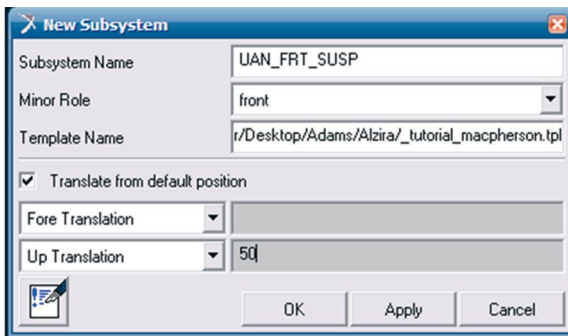 New Subsystem
Subsystem Name UAN_FRT_SUSP
Minor Role front
Template Name r/Desktop/Adams/Alzira/_tutorial_macpherson.tpl
Translate from default position
Fore Translation
Up Translation 50
OK Apply Cancel